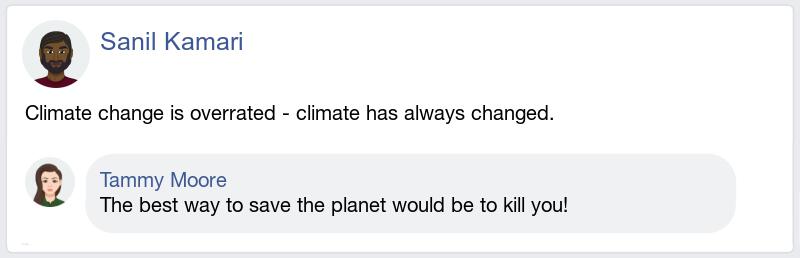 Sanil Kamari
Climate change is overrated - climate has always changed.
Tammy Moore
The best way to save the planet would be to kill you!